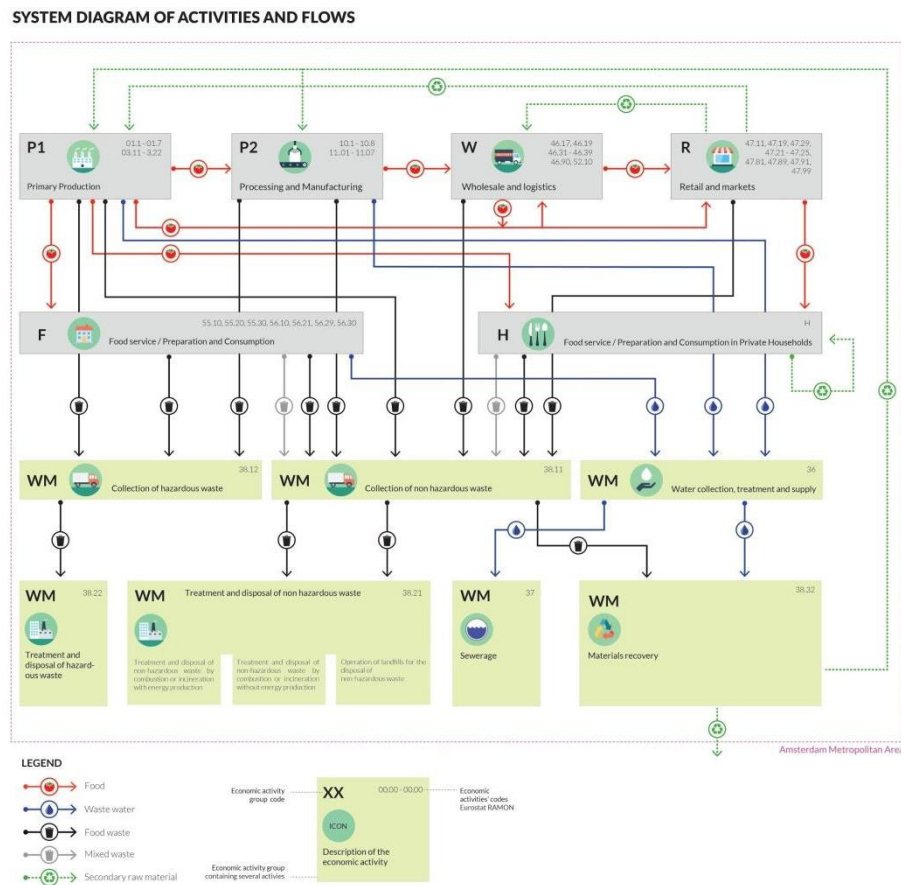 SYSTEM DIAGRAM OF ACTIVITIES AND FLOWS
P1
01.1 - 01.7
03.11 - 3.22
Primary Production
P2
10.1 - 10.8
11.01 - 11.07
Processing and Manufacturing
W
46.17, 46.19
46.31 - 46.39
46.90, 52.10
Wholesale and logistics
R
47.11, 47.19, 47.29,
47.21 - 47.25,
47.81, 47.89, 47.91,
47.99
Retail and markets
F
55.10, 55.20, 55.30, 56.10, 56.21, 56.29, 56.30
Food service / Preparation and Consumption
H
H
Food service / Preparation and Consumption in Private Households
WM
38.12
Collection of hazardous waste
WM
38.11
Collection of non hazardous waste
WM
36
Water collection, treatment and supply
WM
38.22
Treatment and
disposal of hazard-
ous waste
WM
Treatment and disposal of non hazardous waste
38.21
Treatment and disposal of
non-hazardous waste by
combustion or incineration
with energy production
Treatment and disposal of
non-hazardous waste by
combustion or incineration
without energy production
Operation of landfills for the
disposal of
non-hazardous waste
WM
37
Sewerage
WM
38.32
Materials recovery
Amsterdam Metropolitan Area
LEGEND
Food
Waste water
Food waste
Mixed waste
Secondary raw material
Economic activity
group code
XX
00.00 - 00.00
Economic
activities' codes
Eurostat RAMON
ICON
Description of the
economic activity
Economic activity group
containing several activies